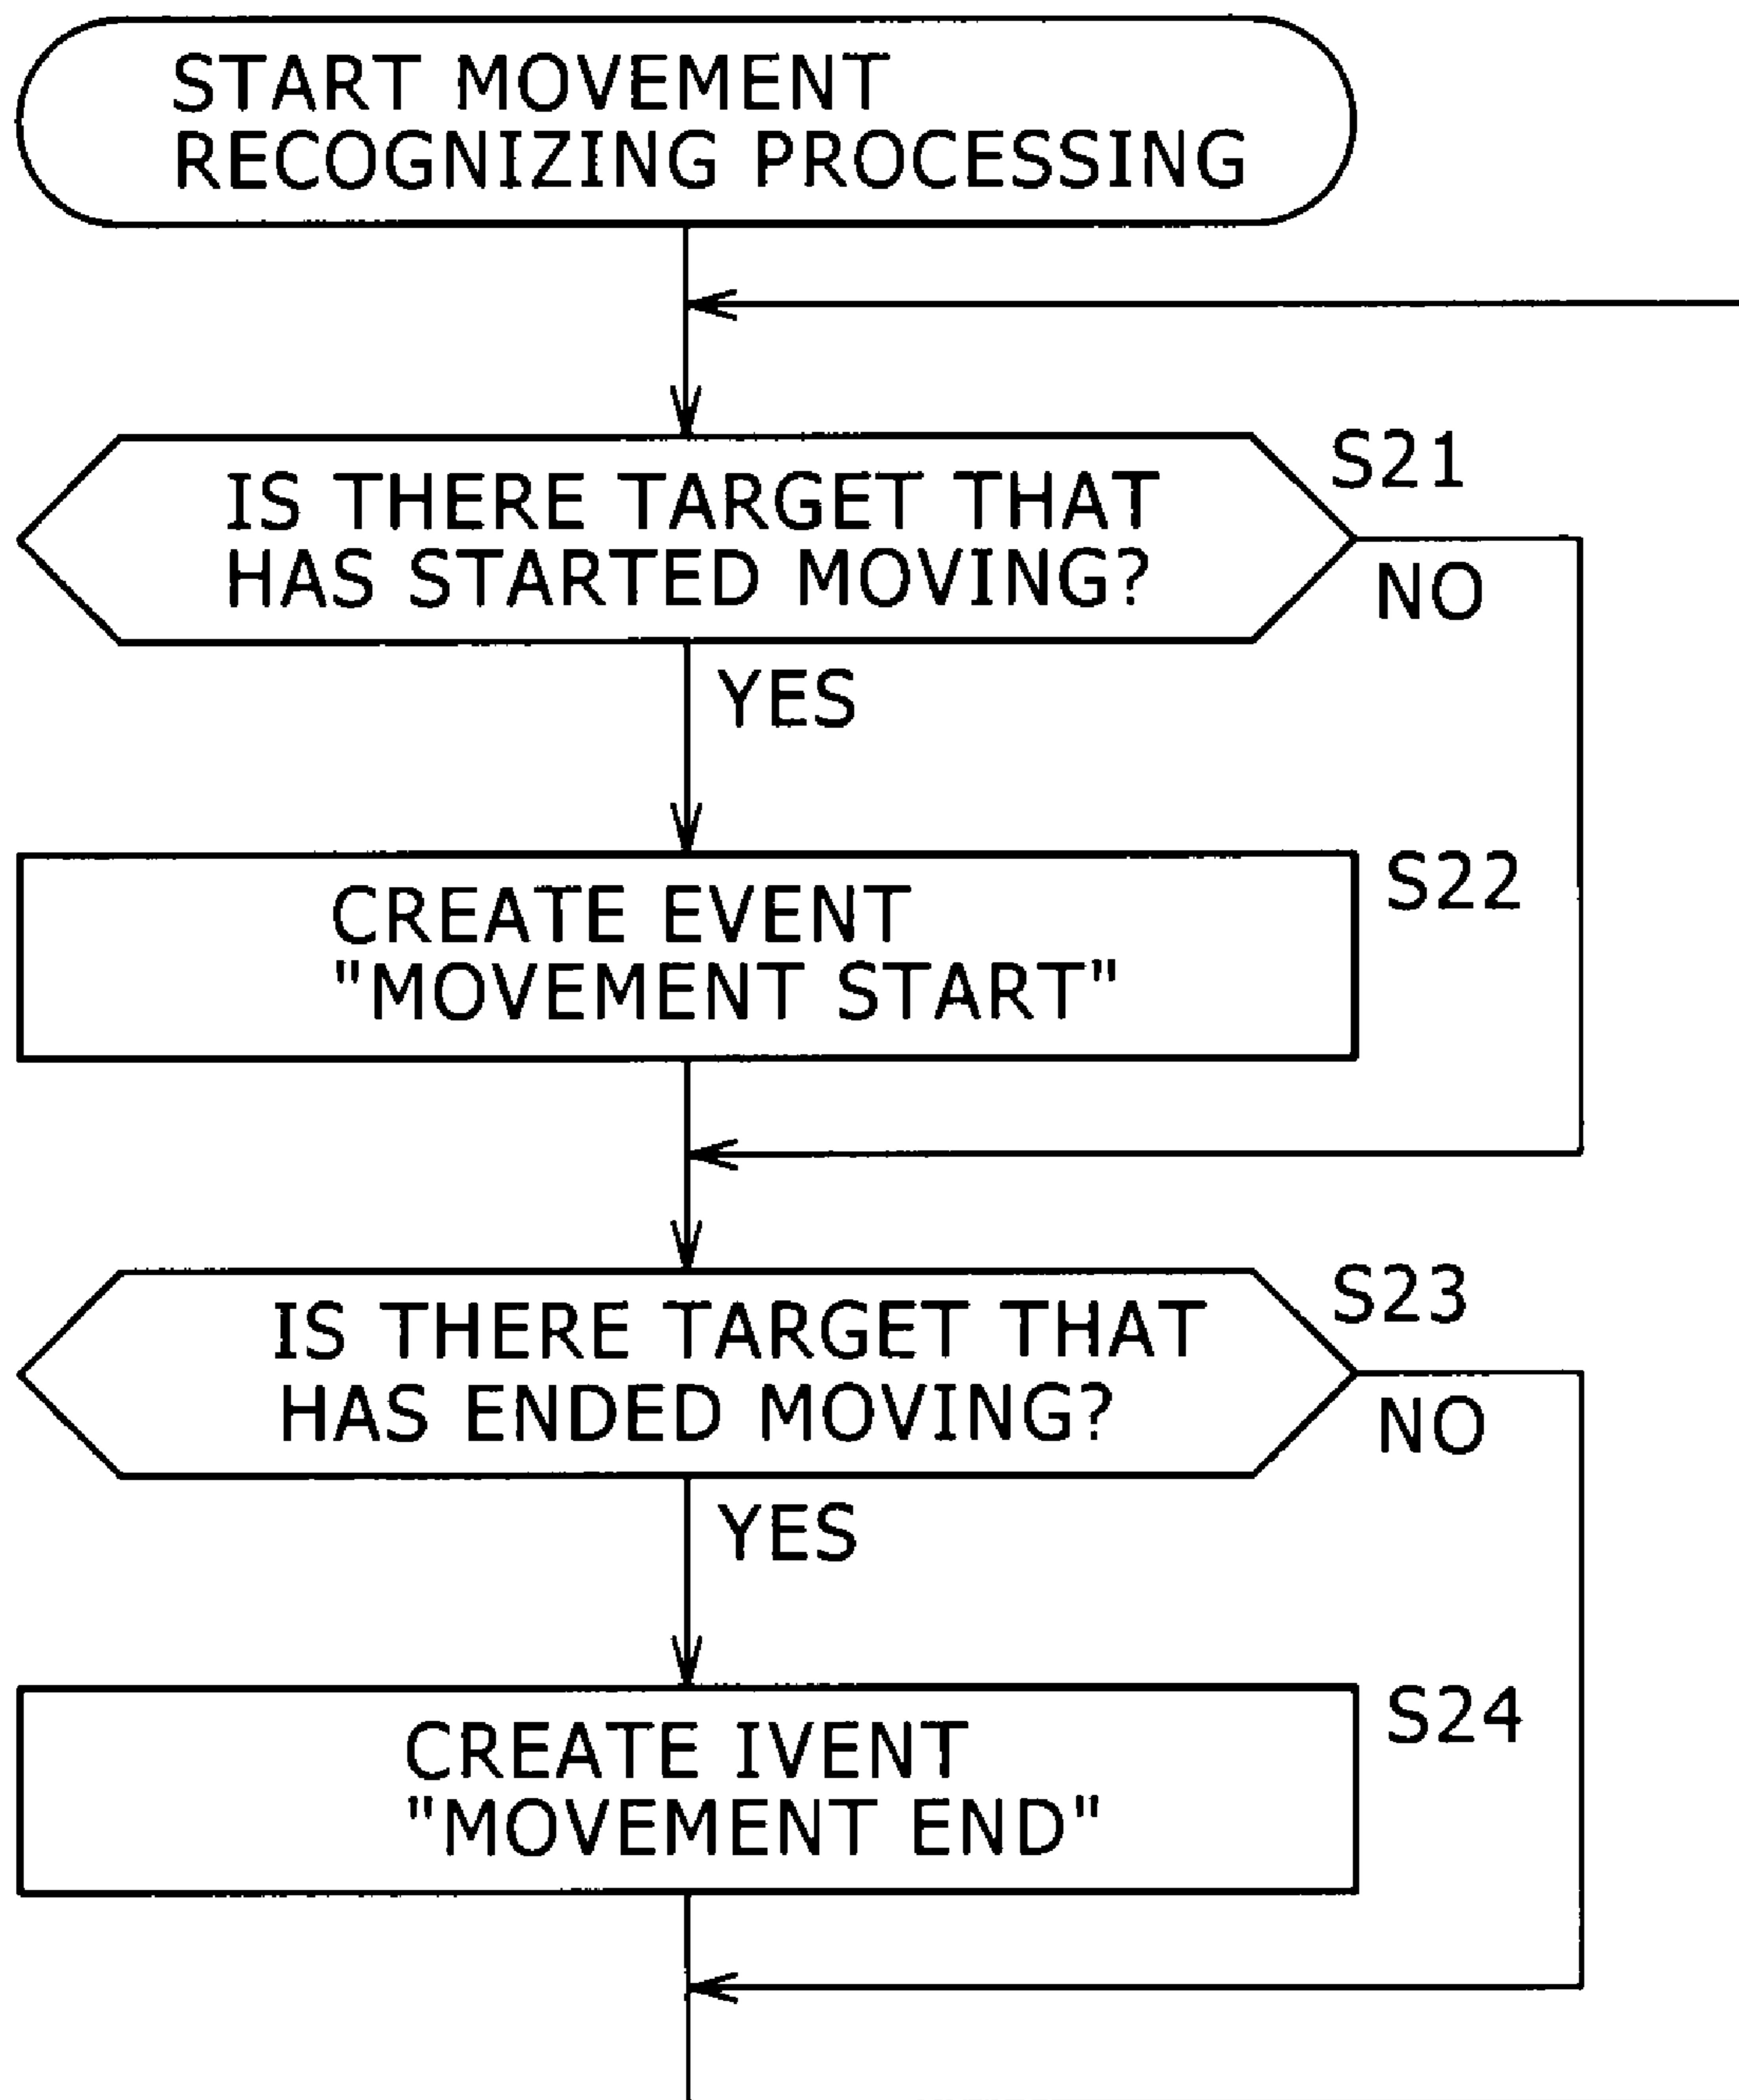 START MOVEMENT
RECOGNIZING PROCESSING
IS THERE TARGET THAT
HAS STARTED MOVING?
S21
NO
YES
CREATE EVENT
"MOVEMENT START"
S22
IS THERE TARGET THAT
HAS ENDED MOVING?
S23
NO
YES
CREATE IVENT
"MOVEMENT END"
S24